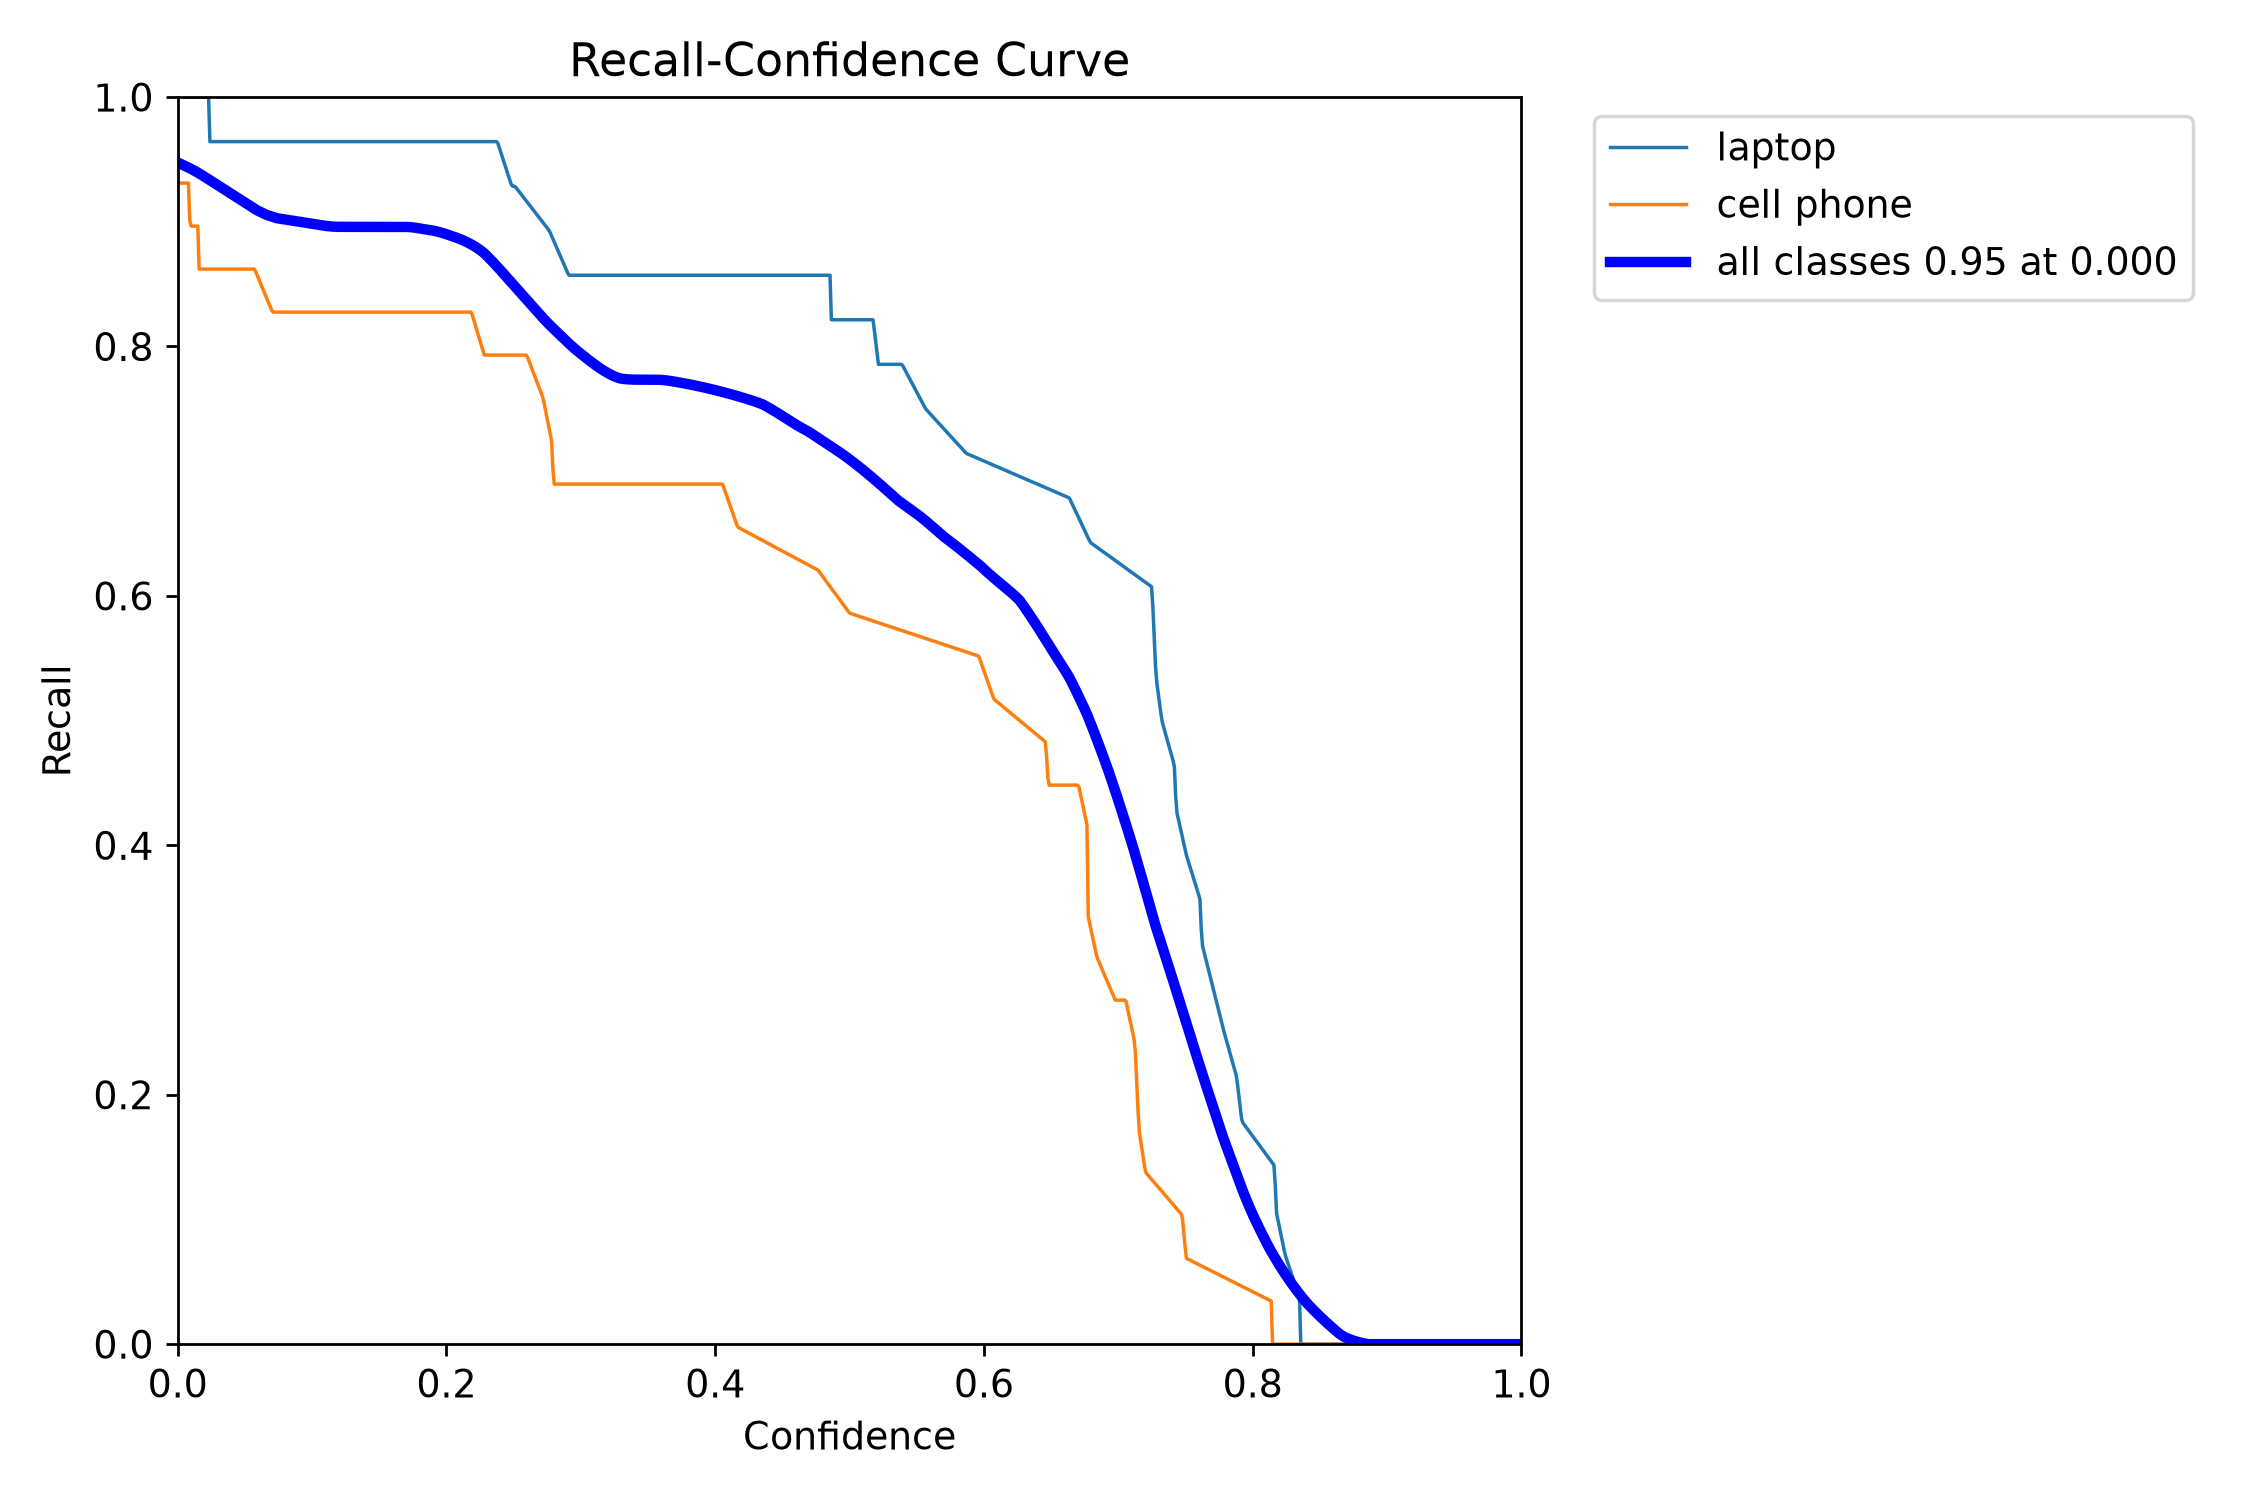 Recall-Confidence Curve
1.0
0.8
0.6
0.4
0.2
0.0
Recall
0.0 0.2 0.4 0.6 0.8 1.0
Confidence
laptop
cell phone
all classes 0.95 at 0.000